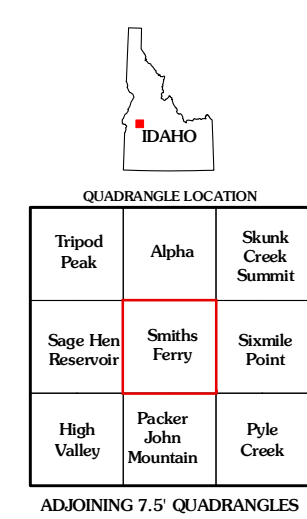 IDAHO
QUADRANGLE LOCATION
Tripod
Peak
Alpha
Skunk
Creek
Summit
Sage Hen
Reservoir
Smiths
Ferry
Sixmile
Point
High
Valley
Packer
John
Mountain
Pyle
Creek
ADJOINING 7.5' QUADRANGLES